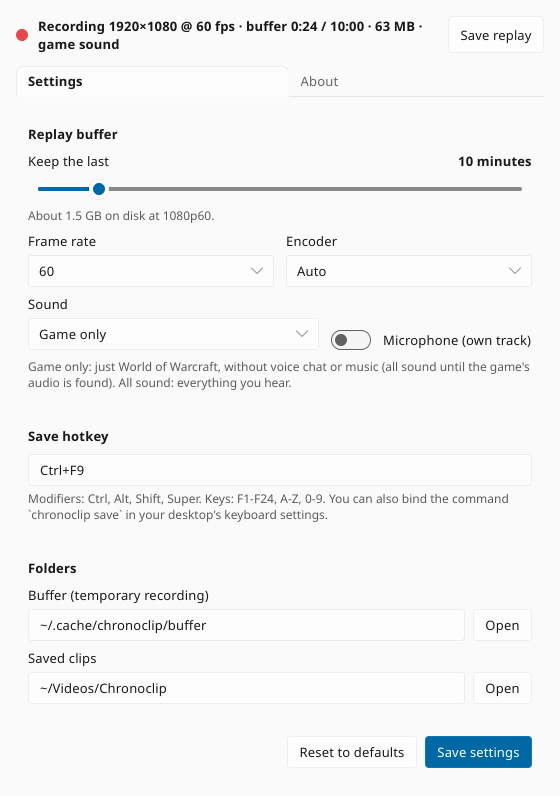 Recording 1920×1080 @ 60 fps · buffer 0:24 / 10:00 · 63 MB ·
game sound
Save replay
Settings
About
Replay buffer
Keep the last
10 minutes
About 1.5 GB on disk at 1080p60.
Frame rate
Encoder
60
Auto
Sound
Game only
Microphone (own track)
Game only: just World of Warcraft, without voice chat or music (all sound until the game's
audio is found). All sound: everything you hear.
Save hotkey
Ctrl+F9
Modifiers: Ctrl, Alt, Shift, Super. Keys: F1-F24, A-Z, 0-9. You can also bind the command
`chronoclip save` in your desktop's keyboard settings.
Folders
Buffer (temporary recording)
~/.cache/chronoclip/buffer
Open
Saved clips
~/Videos/Chronoclip
Open
Reset to defaults
Save settings